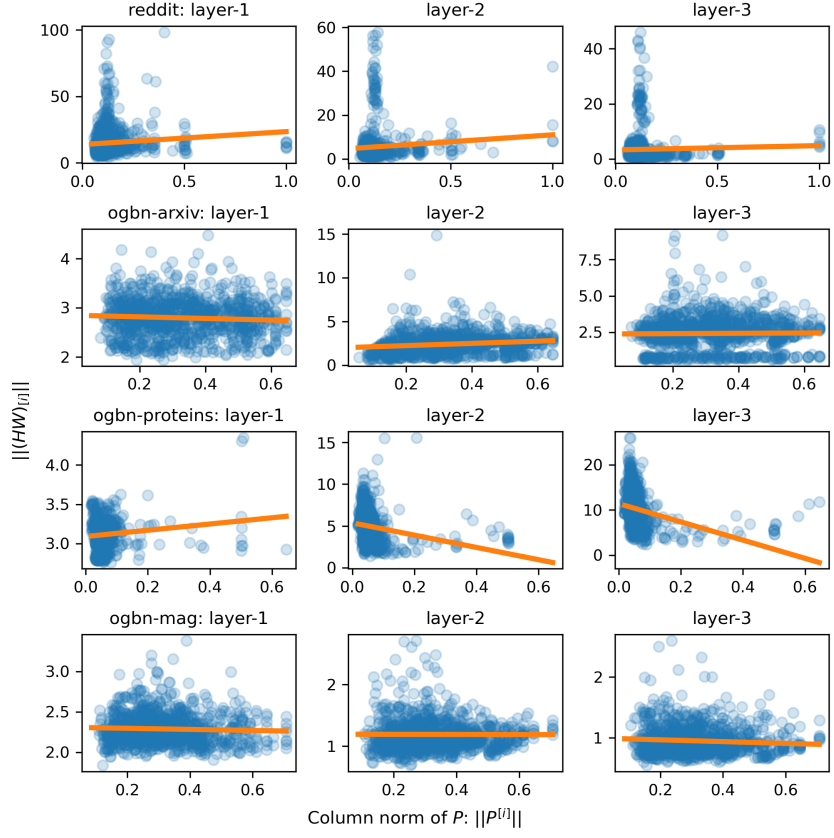 reddit: layer-1 layer-2 layer-3
100 60 40
50 40 20
0 20 0
0
0.0 0.5 1.0 0.0 0.5 1.0 0.0 0.5 1.0
ogbn-arxiv: layer-1 layer-2 layer-3
4 15 7.5
3 10 5.0
2 5 2.5
0
0.2 0.4 0.6 0.2 0.4 0.6 0.2 0.4 0.6
||(HW)[i]||
ogbn-proteins: layer-1 layer-2 layer-3
4.0 15 20
3.5 10 10
3.0 5 0
0
0.0 0.2 0.4 0.6 0.0 0.2 0.4 0.6 0.0 0.2 0.4 0.6
ogbn-mag: layer-1 layer-2 layer-3
3.0 2 2
2.5 1 1
2.0
0.2 0.4 0.6 0.2 0.4 0.6 0.2 0.4 0.6
Column norm of P: ||P[i]||